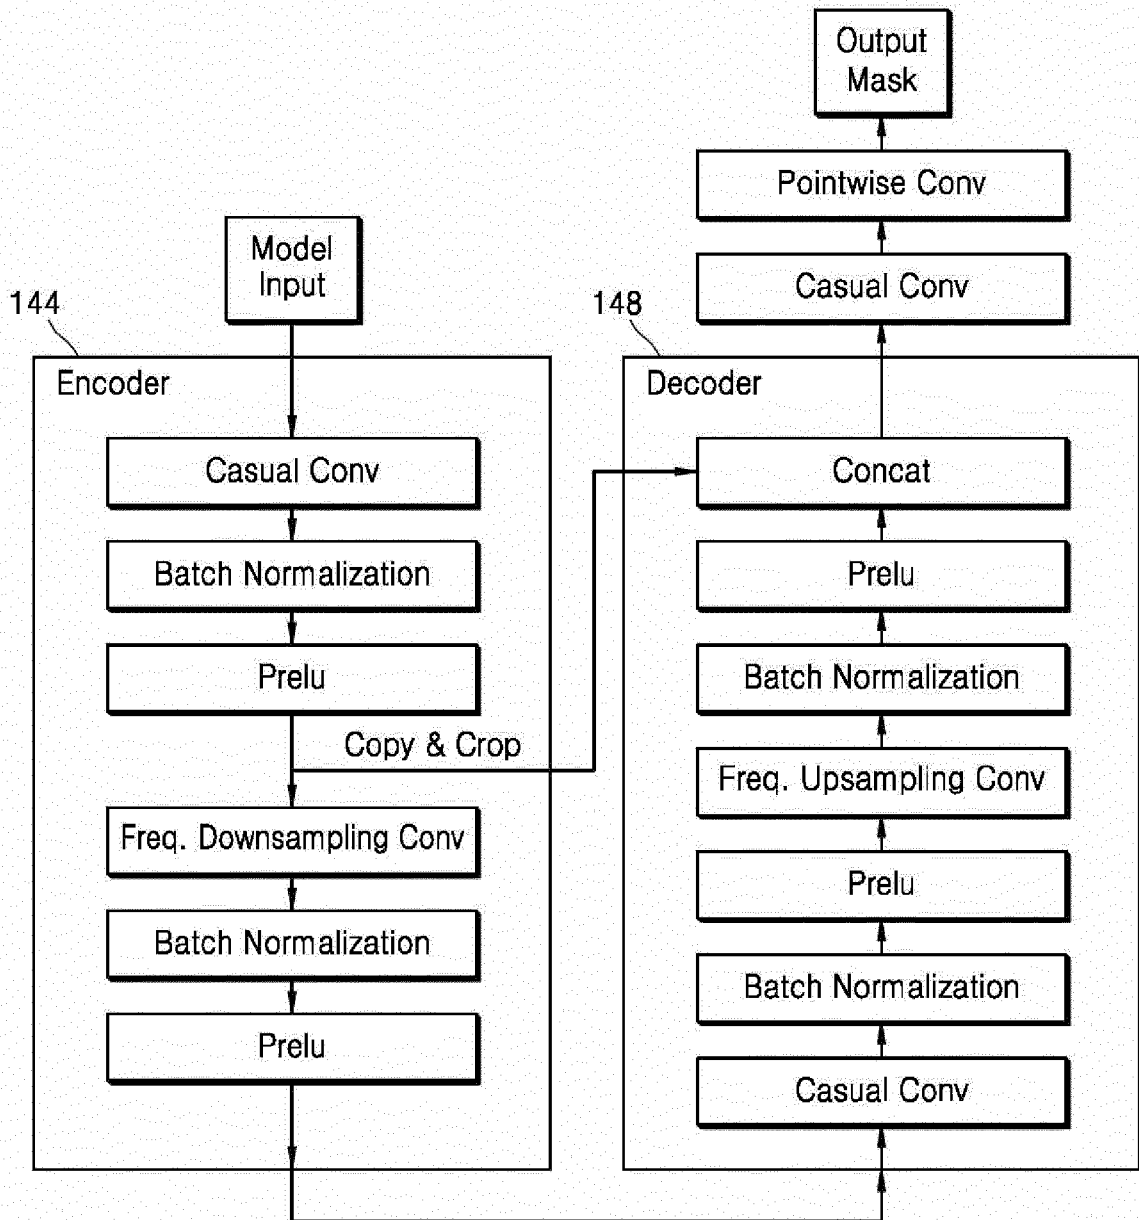 Output
Mask
Pointwise Conv
Casual Conv
Model
Input
144
148
Encoder
Decoder
Casual Conv
Batch Normalization
Prelu
Copy & Crop
Freq. Downsampling Conv
Batch Normalization
Prelu
Concat
Prelu
Batch Normalization
Freq. Upsampling Conv
Prelu
Batch Normalization
Casual Conv